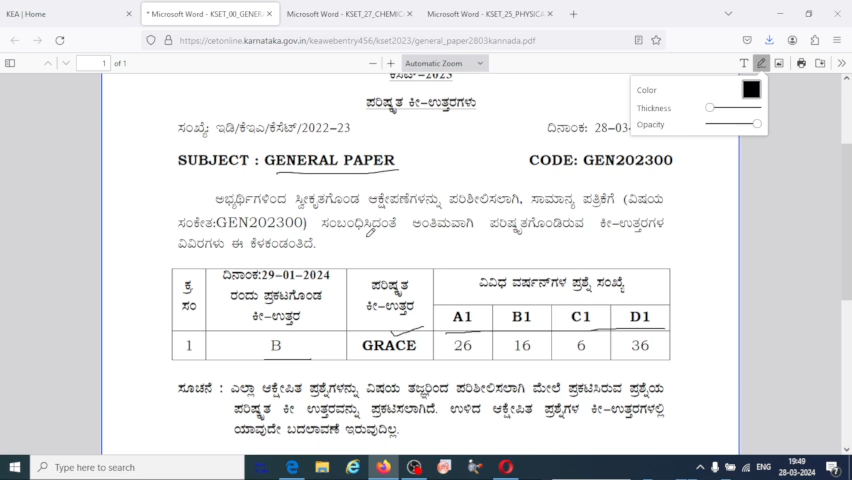 KEA | Home
* Microsoft Word - KSET_00_GENERA
Microsoft Word - KSET_27_CHEMICA
Microsoft Word - KSET_25_PHYSICA
https://cetonline.karnataka.gov.in/keawebentry456/kset2023/general_paper2803kannada.pdf
1 of 1
Automatic Zoom
Color
Thickness
Opacity
ಕೆಸೆಟ್-2023
ಪರಿಷ್ಕೃತ ಕೀ-ಉತ್ತರಗಳು
ಸಂಖ್ಯೆ: ಇಡಿ/ಕೆಇಎ/ಕೆಸೆಟ್/2022-23 ದಿನಾಂಕ: 28-03-
SUBJECT : GENERAL PAPER CODE: GEN202300
ಅಭ್ಯರ್ಥಿಗಳಿಂದ ಸ್ವೀಕೃತಗೊಂಡ ಆಕ್ಷೇಪಣೆಗಳನ್ನು ಪರಿಶೀಲಿಸಲಾಗಿ, ಸಾಮಾನ್ಯ ಪತ್ರಿಕೆಗೆ (ವಿಷಯ
ಸಂಕೇತ:GEN202300) ಸಂಬಂಧಿಸಿದಂತೆ ಅಂತಿಮವಾಗಿ ಪರಿಷ್ಕೃತಗೊಂಡಿರುವ ಕೀ-ಉತ್ತರಗಳ
ವಿವರಗಳು ಈ ಕೆಳಕಂಡಂತಿದೆ.
ಕ್ರ. ಸಂ
ದಿನಾಂಕ:29-01-2024
ರಂದು ಪ್ರಕಟಗೊಂಡ
ಕೀ-ಉತ್ತರ
ಪರಿಷ್ಕೃತ
ಕೀ-ಉತ್ತರ
ವಿವಿಧ ವರ್ಷನ್‌ಗಳ ಪ್ರಶ್ನೆ ಸಂಖ್ಯೆ
A1 B1 C1 D1
1 B GRACE 26 16 6 36
ಸೂಚನೆ : ಎಲ್ಲಾ ಆಕ್ಷೇಪಿತ ಪ್ರಶ್ನೆಗಳನ್ನು ವಿಷಯ ತಜ್ಞರಿಂದ ಪರಿಶೀಲಿಸಲಾಗಿ ಮೇಲೆ ಪ್ರಕಟಿಸಿರುವ ಪ್ರಶ್ನೆಯ
ಪರಿಷ್ಕೃತ ಕೀ ಉತ್ತರವನ್ನು ಪ್ರಕಟಿಸಲಾಗಿದೆ. ಉಳಿದ ಆಕ್ಷೇಪಿತ ಪ್ರಶ್ನೆಗಳ ಕೀ-ಉತ್ತರಗಳಲ್ಲಿ
ಯಾವುದೇ ಬದಲಾವಣೆ ಇರುವುದಿಲ್ಲ.
Type here to search
ENG
19:49
28-03-2024